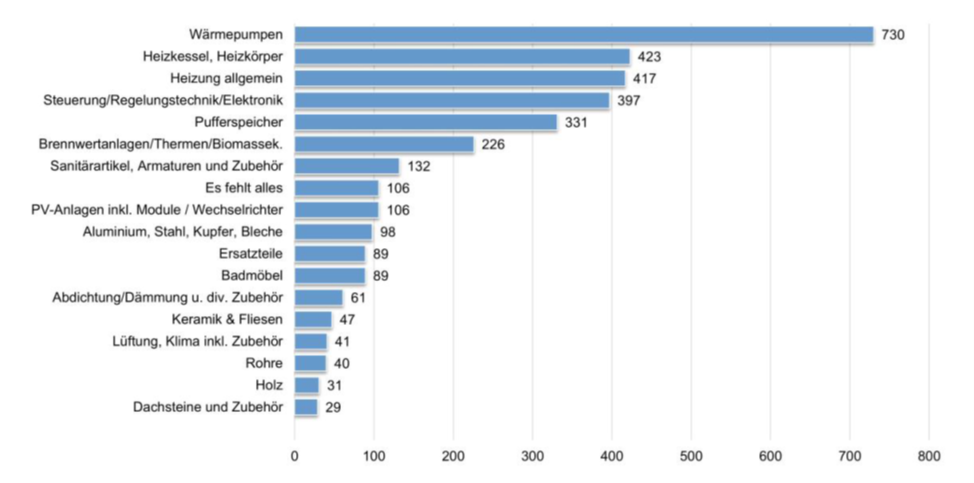 Wärmepumpen 730
Heizkessel, Heizkörper 423
Heizung allgemein 417
Steuerung/Regelungstechnik/Elektronik 397
Pufferspeicher 331
Brennwertanlagen/Thermen/Biomassek. 226
Sanitärartikel, Armaturen und Zubehör 132
Es fehlt alles 106
PV-Anlagen inkl. Module / Wechselrichter 106
Aluminium, Stahl, Kupfer, Bleche 98
Ersatzteile 89
Badmöbel 89
Abdichtung/Dämmung u. div. Zubehör 61
Keramik & Fliesen 47
Lüftung, Klima inkl. Zubehör 41
Rohre 40
Holz 31
Dachsteine und Zubehör 29
0 100 200 300 400 500 600 700 800